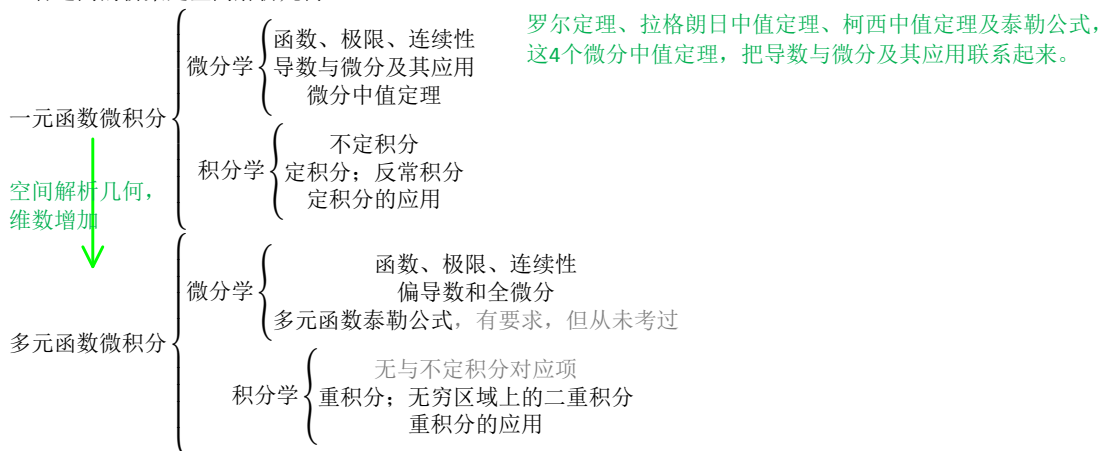 罗尔定理、拉格朗日中值定理、柯西中值定理及泰勒公式，
这4个微分中值定理，把导数与微分及其应用联系起来。
一元函数微积分
微分学
函数、极限、连续性
导数与微分及其应用
微分中值定理
积分学
不定积分
定积分；反常积分
定积分的应用
空间解析几何，
维数增加
多元函数微积分
微分学
函数、极限、连续性
偏导数和全微分
多元函数泰勒公式，有要求，但从未考过
积分学
无与不定积分对应项
重积分；无穷区域上的二重积分
重积分的应用